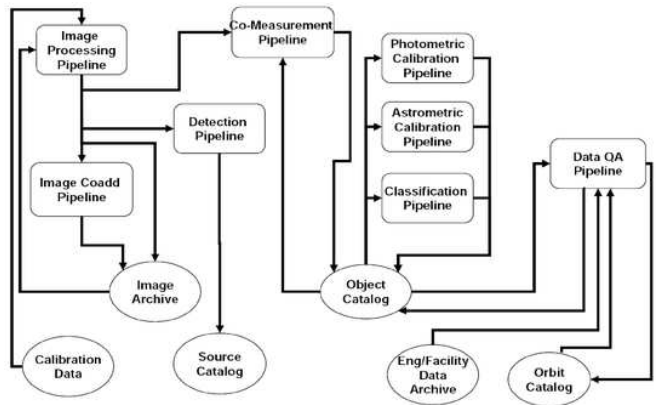 Image
Processing
Pipeline
Co-Measurement
Pipeline
Photometric
Calibration
Pipeline
Detection
Pipeline
Astrometric
Calibration
Pipeline
Data QA
Pipeline
Image Coadd
Pipeline
Classification
Pipeline
Image
Archive
Object
Catalog
Calibration
Data
Source
Catalog
Eng/Facility
Data
Archive
Orbit
Catalog